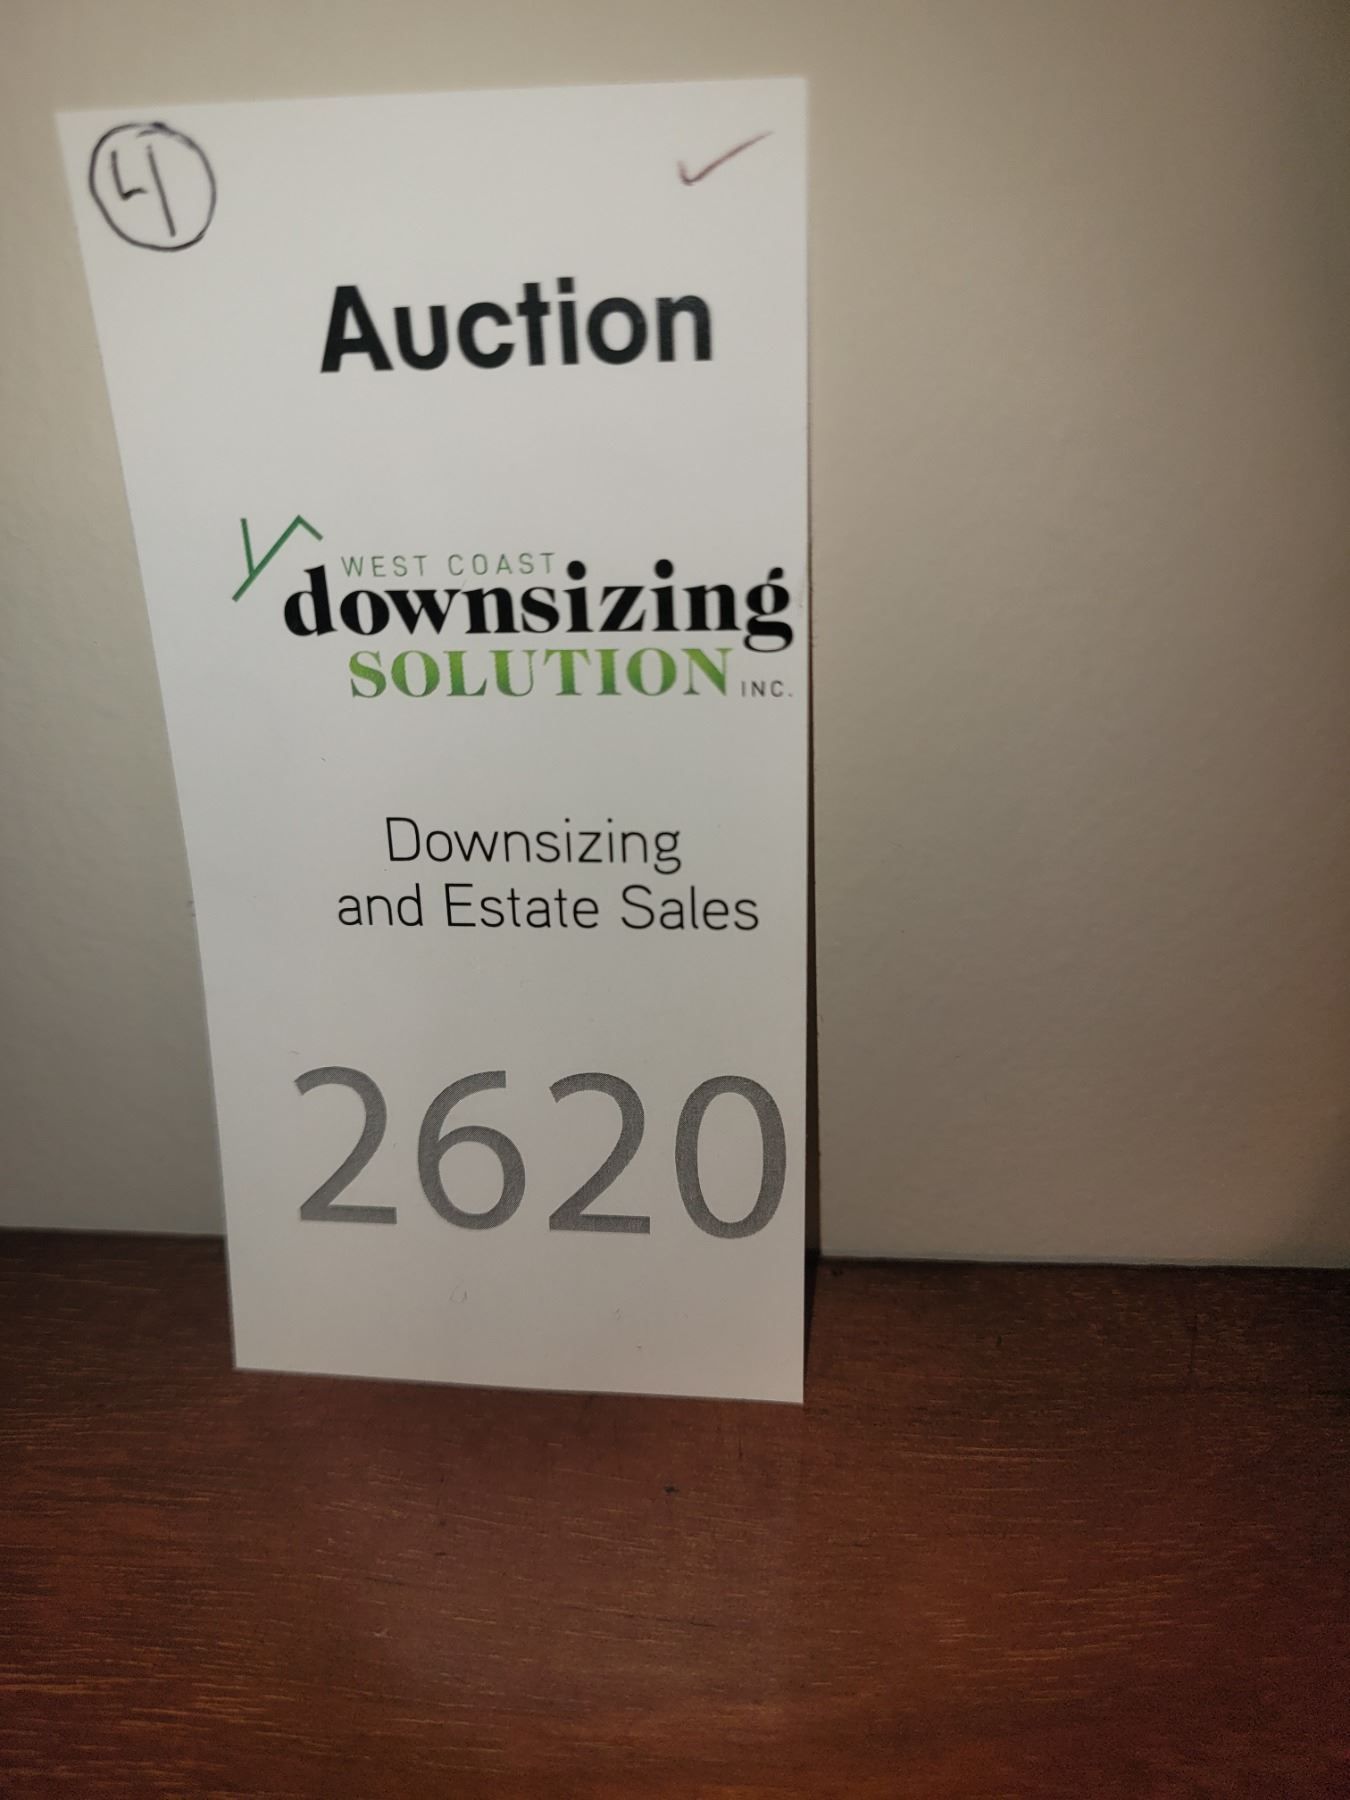 4
Auction
WEST COAST
downsizing
SOLUTION INC.
Downsizing
and Estate Sales
2620